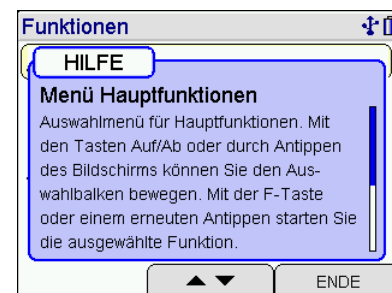 Funktionen
HILFE
Menü Hauptfunktionen
Auswahlmenü für Hauptfunktionen. Mit
den Tasten Auf/Ab oder durch Antippen
des Bildschirms können Sie den Aus-
wahlbalken bewegen. Mit der F-Taste
oder einem erneuten Antippen starten Sie
die ausgewählte Funktion.
ENDE